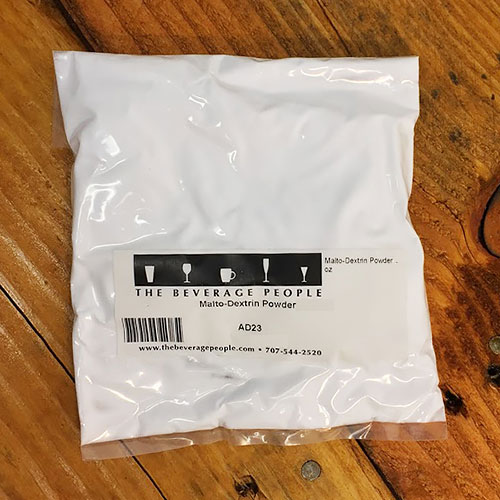 Malto-Dextrin Powder .
oz
THE BEVERAGE PEOPLE
Malto-Dextrin Powder
AD23
www.thebeveragepeople.com • 707-544-2520